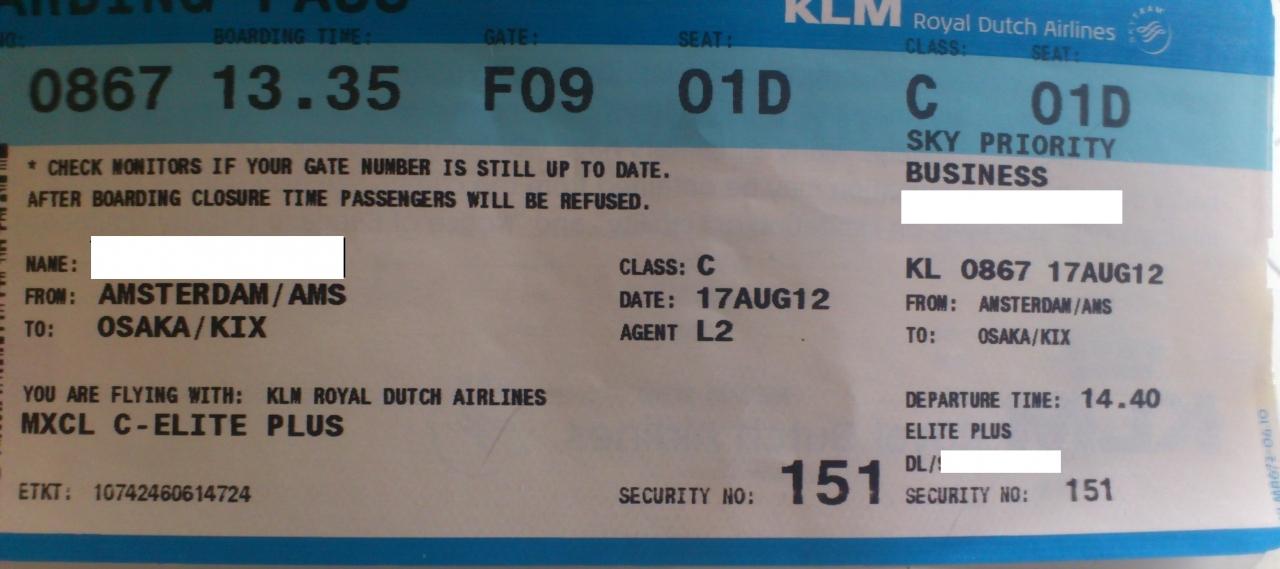 KLM Royal Dutch Airlines
BOARDING TIME: GATE: SEAT: CLASS: SEAT:
0867 13.35 F09 01D C 01D
SKY PRIORITY
* CHECK MONITORS IF YOUR GATE NUMBER IS STILL UP TO DATE.
BUSINESS
AFTER BOARDING CLOSURE TIME PASSENGERS WILL BE REFUSED.
NAME: CLASS: C KL 0867 17AUG12
FROM: AMSTERDAM/AMS DATE: 17AUG12 FROM: AMSTERDAM/AMS
TO: OSAKA/KIX AGENT L2 TO: OSAKA/KIX
YOU ARE FLYING WITH: KLM ROYAL DUTCH AIRLINES DEPARTURE TIME: 14.40
MXCL C-ELITE PLUS ELITE PLUS
DL/
ETKT: 10742460614724 SECURITY NO: 151 SECURITY NO: 151